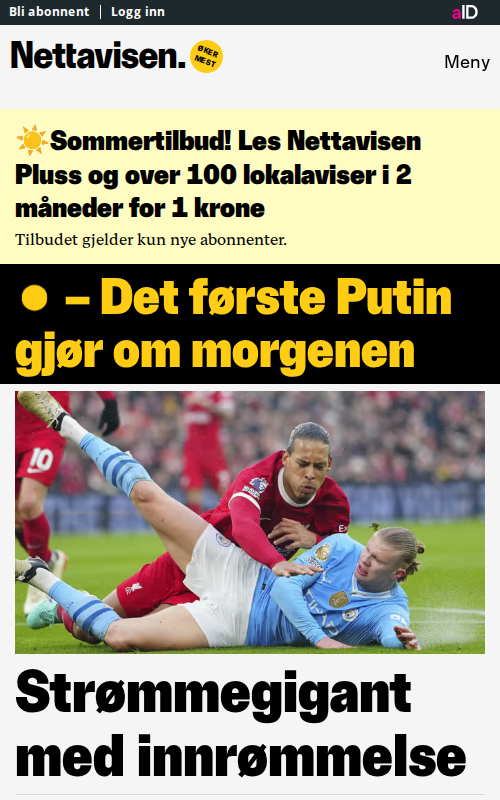 Bli abonnent
Logg inn
aID
Nettavisen.
ØKER
MEST
Meny
☀️Sommertilbud! Les Nettavisen
Pluss og over 100 lokalaviser i 2
måneder for 1 krone
Tilbudet gjelder kun nye abonnenter.
– Det første Putin
gjør om morgenen
10
Strømmegigant
med innrømmelse